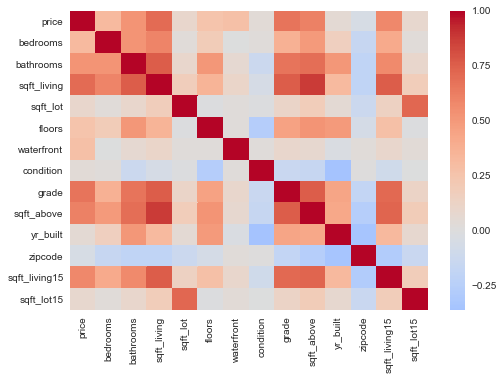 price
bedrooms
bathrooms
sqft_living
sqft_lot
floors
waterfront
condition
grade
sqft_above
yr_built
zipcode
sqft_living15
sqft_lot15
price
bedrooms
bathrooms
sqft_living
sqft_lot
floors
waterfront
condition
grade
sqft_above
yr_built
zipcode
sqft_living15
sqft_lot15
1.00
0.75
0.50
0.25
0.00
−0.25